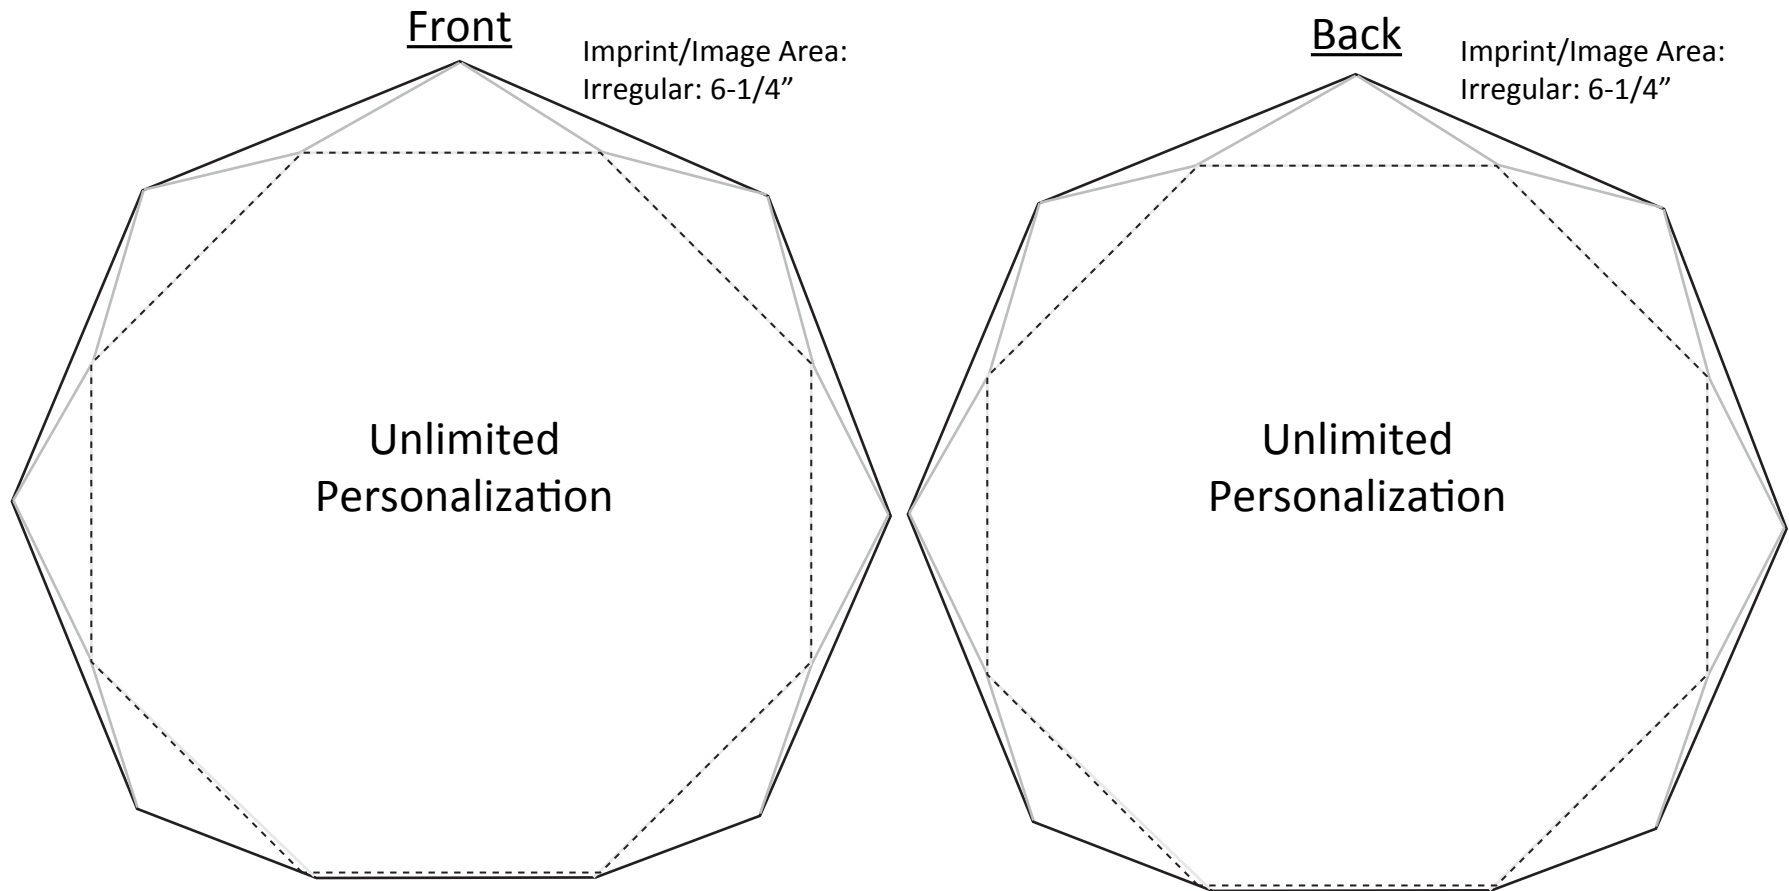 Front
Imprint/Image Area:
Irregular: 6-1/4”
Unlimited
Personalization
Back
Imprint/Image Area:
Irregular: 6-1/4”
Unlimited
Personalization